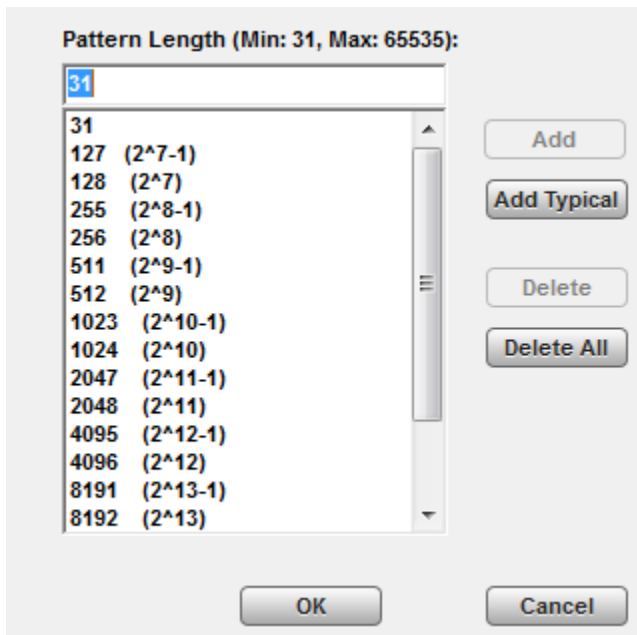 Pattern Length (Min: 31, Max: 65535):
31
31
127 (2^7-1)
128 (2^7)
255 (2^8-1)
256 (2^8)
511 (2^9-1)
512 (2^9)
1023 (2^10-1)
1024 (2^10)
2047 (2^11-1)
2048 (2^11)
4095 (2^12-1)
4096 (2^12)
8191 (2^13-1)
8192 (2^13)
Add
Add Typical
Delete
Delete All
OK
Cancel